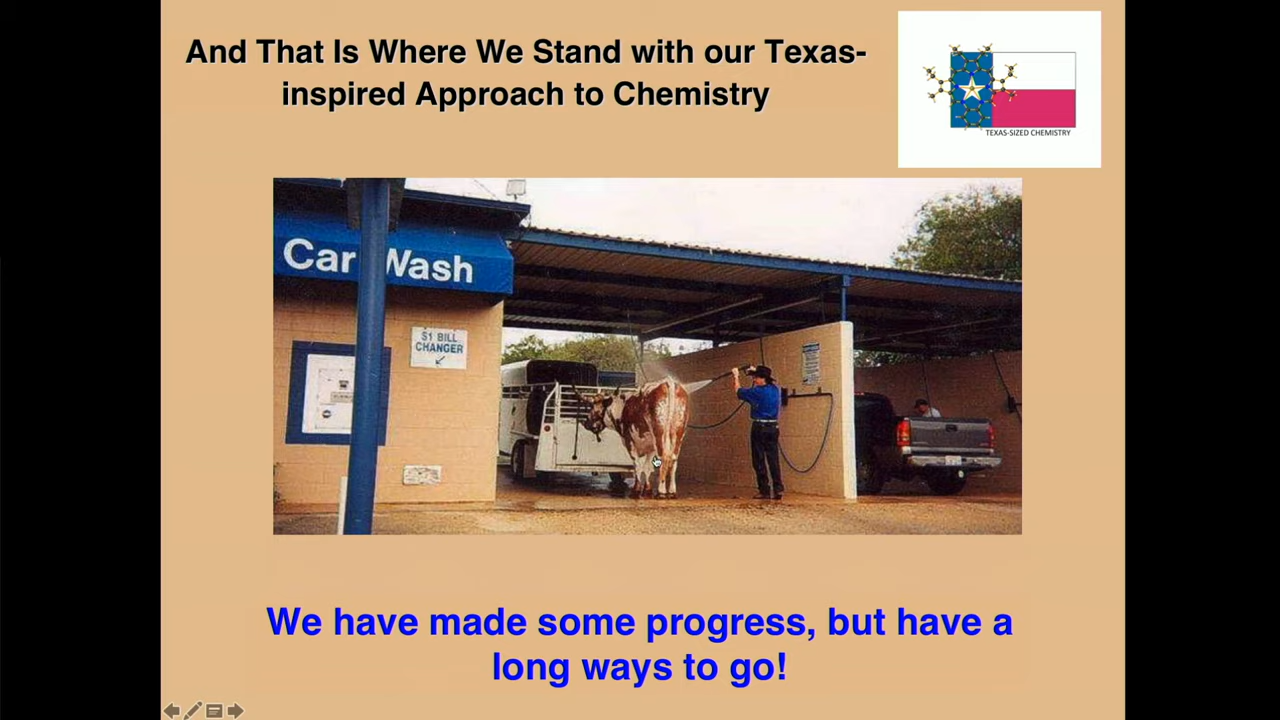 And That Is Where We Stand with our Texas-
inspired Approach to Chemistry
TEXAS-SIZED CHEMISTRY
Car Wash
$1 BILL
CHANGER
We have made some progress, but have a
long ways to go!